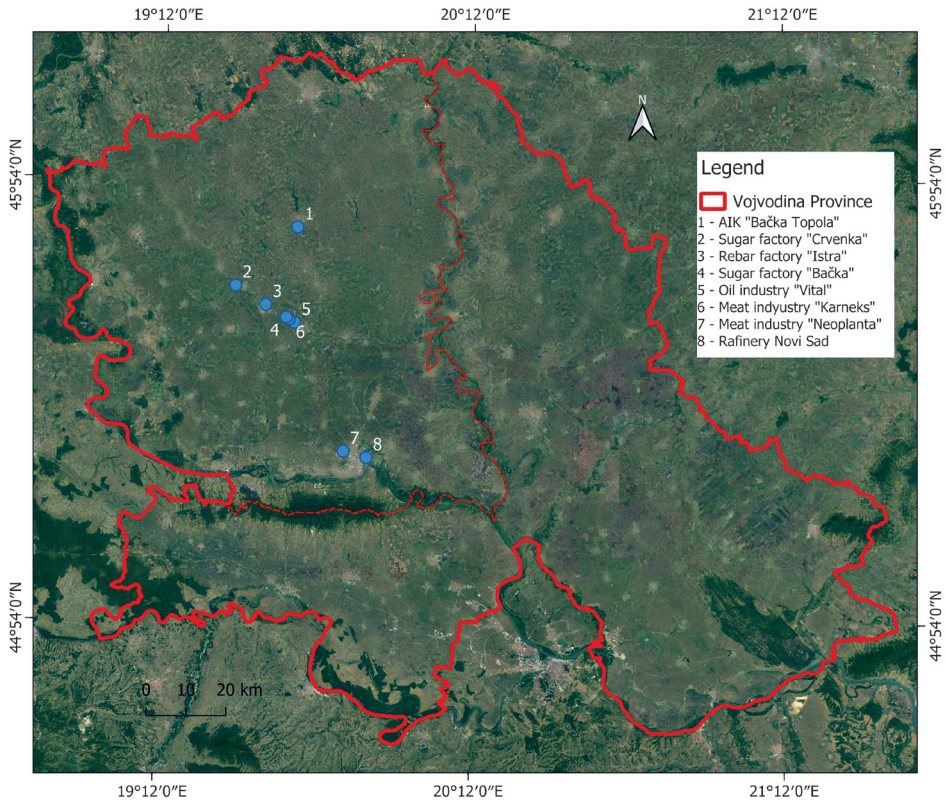 19°12′0″E 20°12′0″E 21°12′0″E
N
45°54′0″N 45°54′0″N
Legend
Vojvodina Province
1 - AIK "Bačka Topola"
2 - Sugar factory "Crvenka"
3 - Rebar factory "Istra"
4 - Sugar factory "Bačka"
5 - Oil industry "Vital"
6 - Meat indyustry "Karneks"
7 - Meat industry "Neoplanta"
8 - Rafinery Novi Sad
1
2
3
5
4 6
7 8
44°54′0″N 44°54′0″N
0 10 20 km
19°12′0″E 20°12′0″E 21°12′0″E